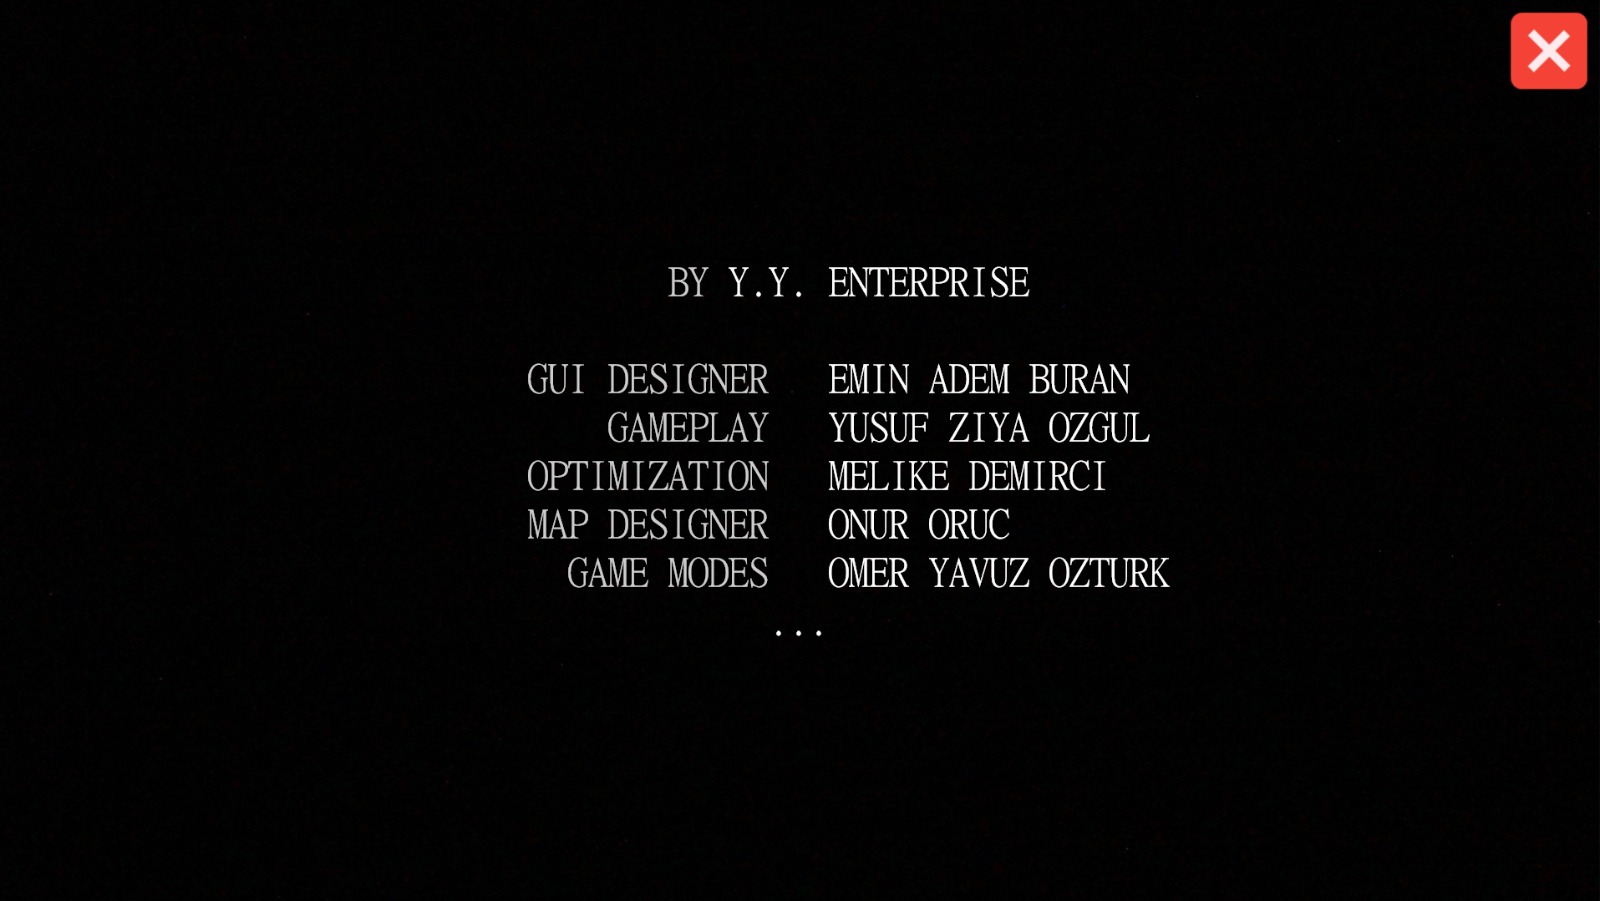 BY Y.Y. ENTERPRISE
GUI DESIGNER EMIN ADEM BURAN
GAMEPLAY YUSUF ZIYA OZGUL
OPTIMIZATION MELIKE DEMIRCI
MAP DESIGNER ONUR ORUC
GAME MODES OMER YAVUZ OZTURK
...